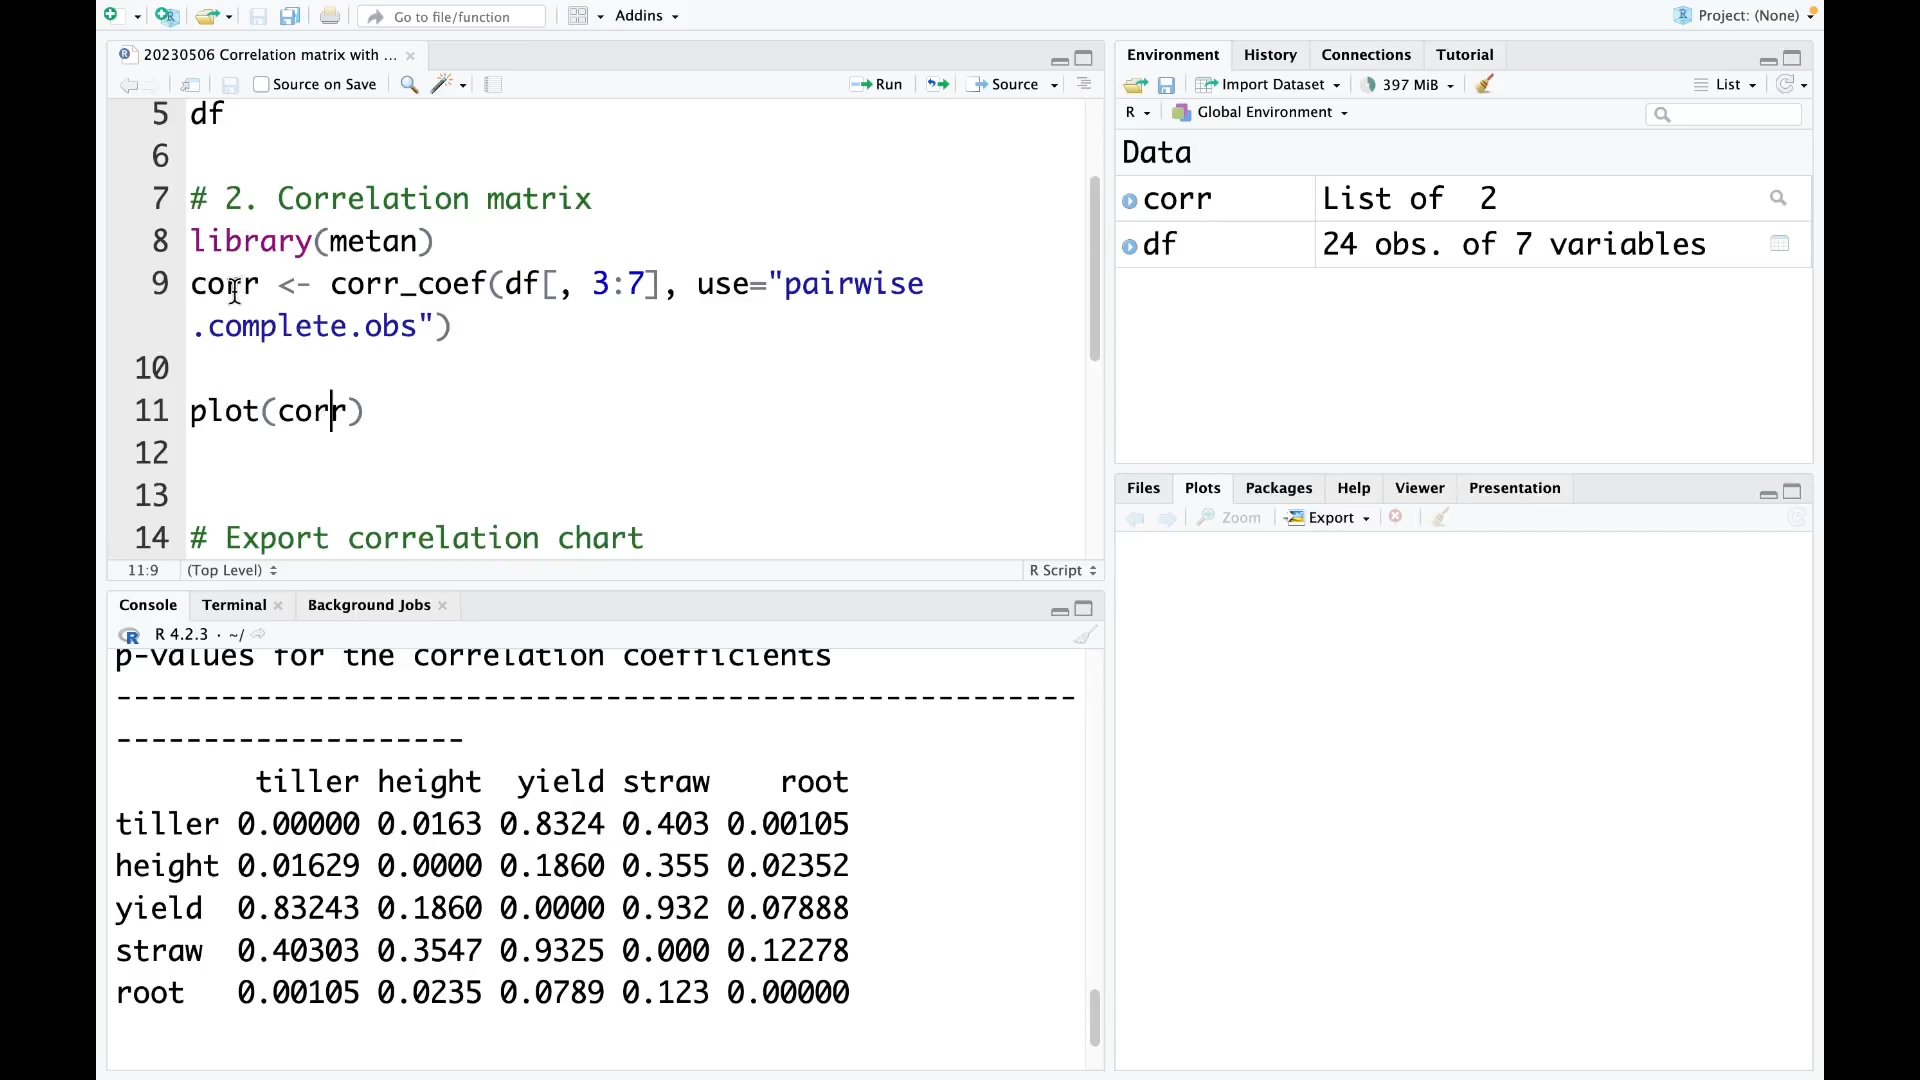 Go to file/function
Addins
Project: (None)
20230506 Correlation matrix with ...
Source on Save
Run
Source
5 df
6
7 # 2. Correlation matrix
8 library(metan)
9 corr <- corr_coef(df[, 3:7], use="pairwise
.complete.obs")
10
11 plot(corr)
12
13
14 # Export correlation chart
11:9 (Top Level) R Script
Console Terminal Background Jobs
R 4.2.3 · ~/
p-values for the correlation coefficients
-------------------------------------------------------
--------------------
tiller height yield straw root
tiller 0.00000 0.0163 0.8324 0.403 0.00105
height 0.01629 0.0000 0.1860 0.355 0.02352
yield 0.83243 0.1860 0.0000 0.932 0.07888
straw 0.40303 0.3547 0.9325 0.000 0.12278
root 0.00105 0.0235 0.0789 0.123 0.00000
Environment History Connections Tutorial
Import Dataset 397 MiB List
R Global Environment
Data
corr List of 2
df 24 obs. of 7 variables
Files Plots Packages Help Viewer Presentation
Zoom Export